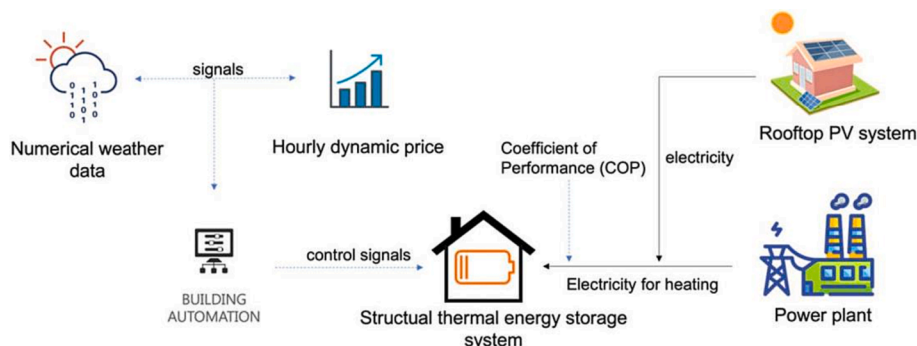 signals
Numerical weather
data
Hourly dynamic price
Coefficient of
Performance (COP)
electricity
Rooftop PV system
control signals
BUILDING
AUTOMATION
Electricity for heating
Structual thermal energy storage
system
Power plant